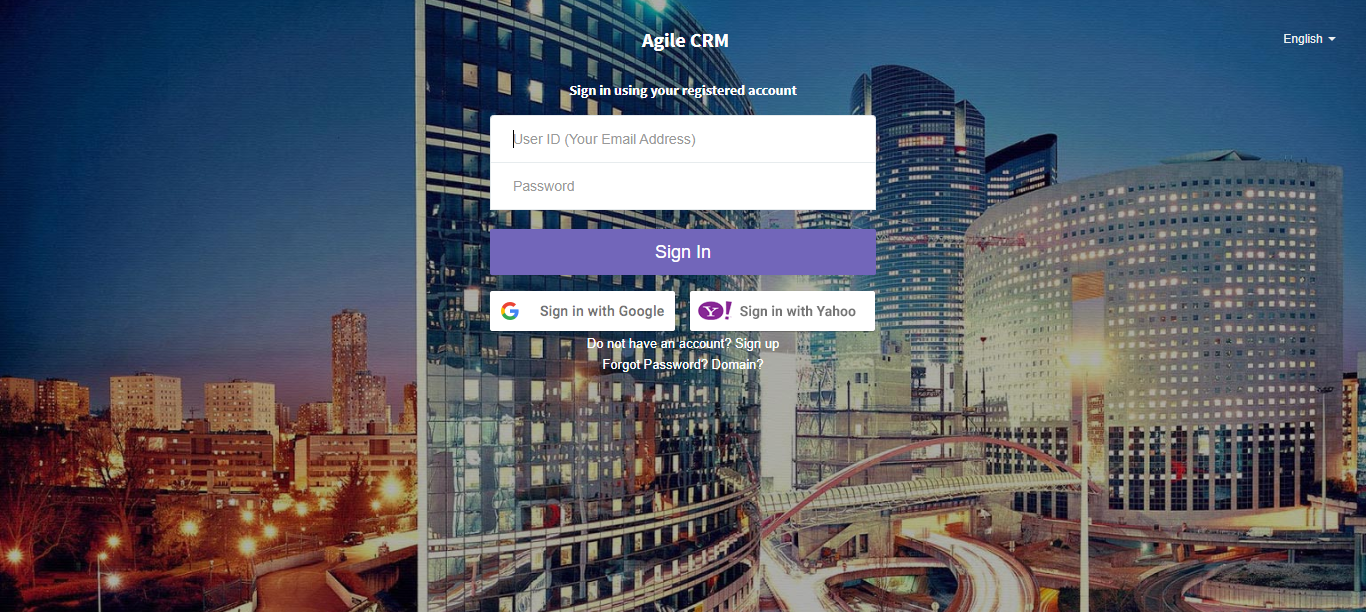 Agile CRM
English
Sign in using your registered account
User ID (Your Email Address)
Password
Sign In
Sign in with Google
Y! Sign in with Yahoo
Do not have an account? Sign up
Forgot Password? Domain?